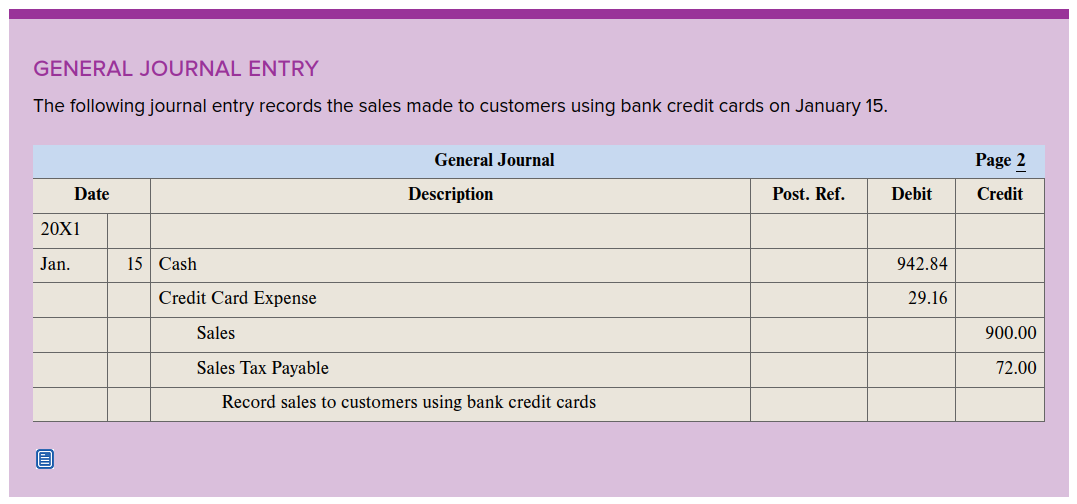 GENERAL JOURNAL ENTRY
The following journal entry records the sales made to customers using bank credit cards on January 15.
General Journal Page 2
Date Description Post. Ref. Debit Credit
20X1
Jan. 15 Cash 942.84
Credit Card Expense 29.16
Sales 900.00
Sales Tax Payable 72.00
Record sales to customers using bank credit cards